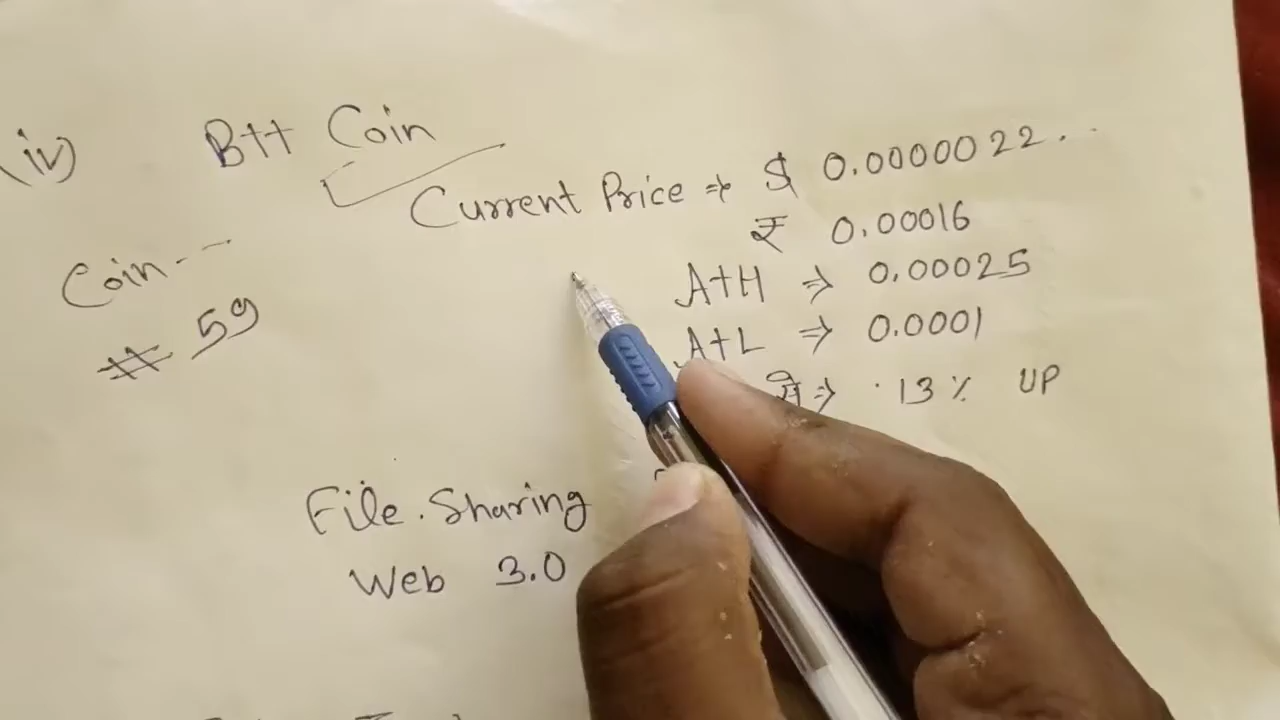 (iv) Btt Coin
Current Price ⇒ $ 0.0000022...
₹ 0.00016
Coin--
# 59
AtH ⇒ 0.00025
AtL ⇒ 0.0001
में ⇒ 13% UP
File.Sharing
Web 3.0